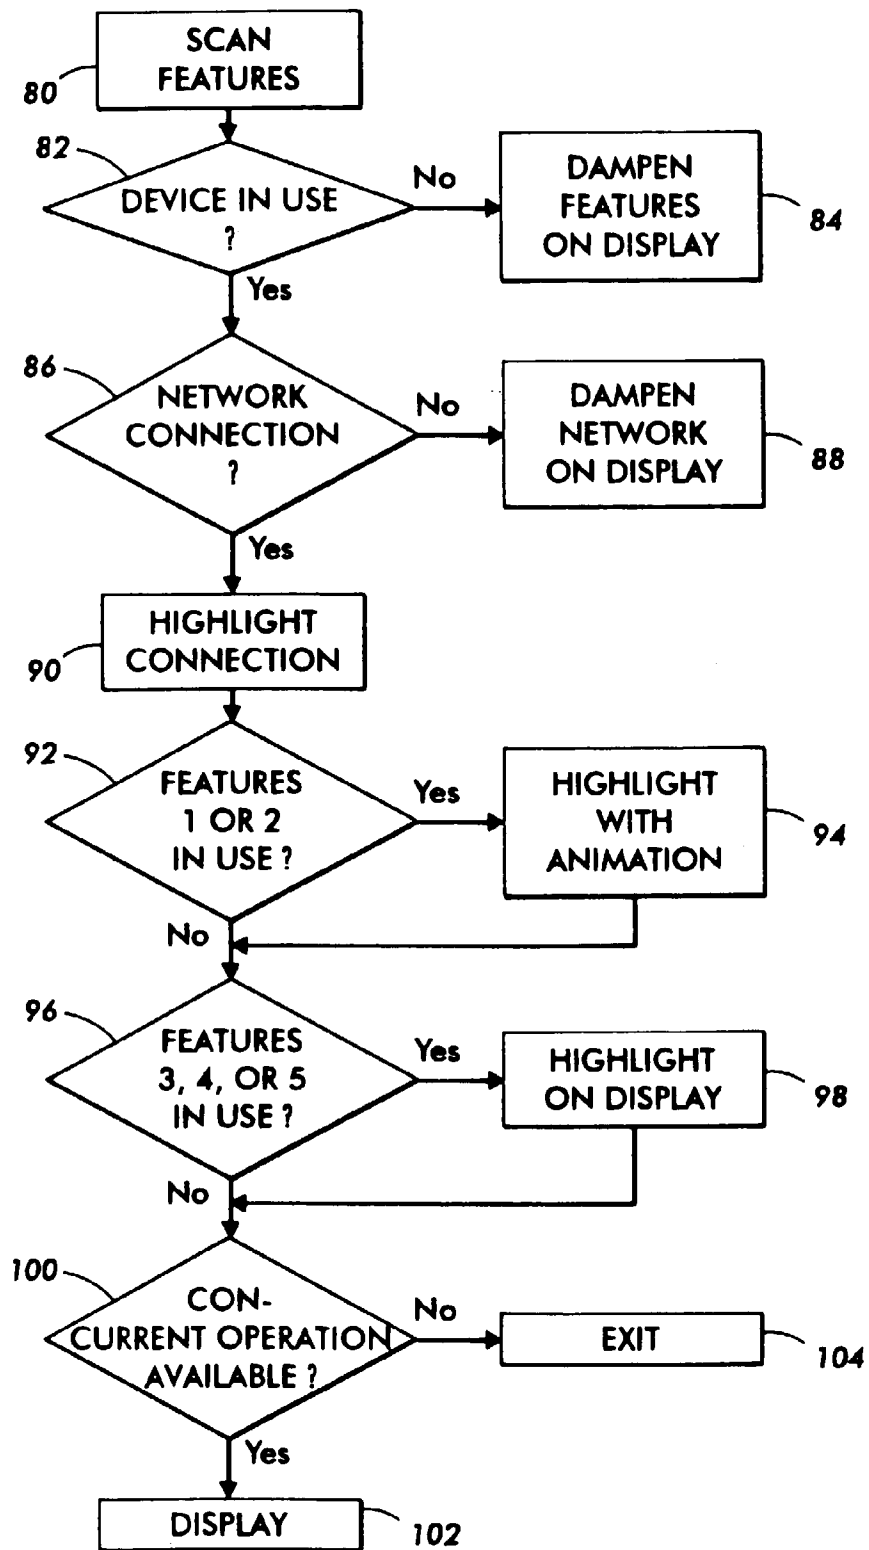 SCAN
FEATURES
80
82
DEVICE IN USE
?
No
DAMPEN
FEATURES
ON DISPLAY
84
Yes
86
NETWORK
CONNECTION
?
No
DAMPEN
NETWORK
ON DISPLAY
88
Yes
HIGHLIGHT
CONNECTION
90
92
FEATURES
1 OR 2
IN USE ?
Yes
HIGHLIGHT
WITH
ANIMATION
94
No
96
FEATURES
3, 4, OR 5
IN USE ?
Yes
HIGHLIGHT
ON DISPLAY
98
No
100
CON-
CURRENT OPERATION
AVAILABLE ?
No
EXIT
104
Yes
DISPLAY
102